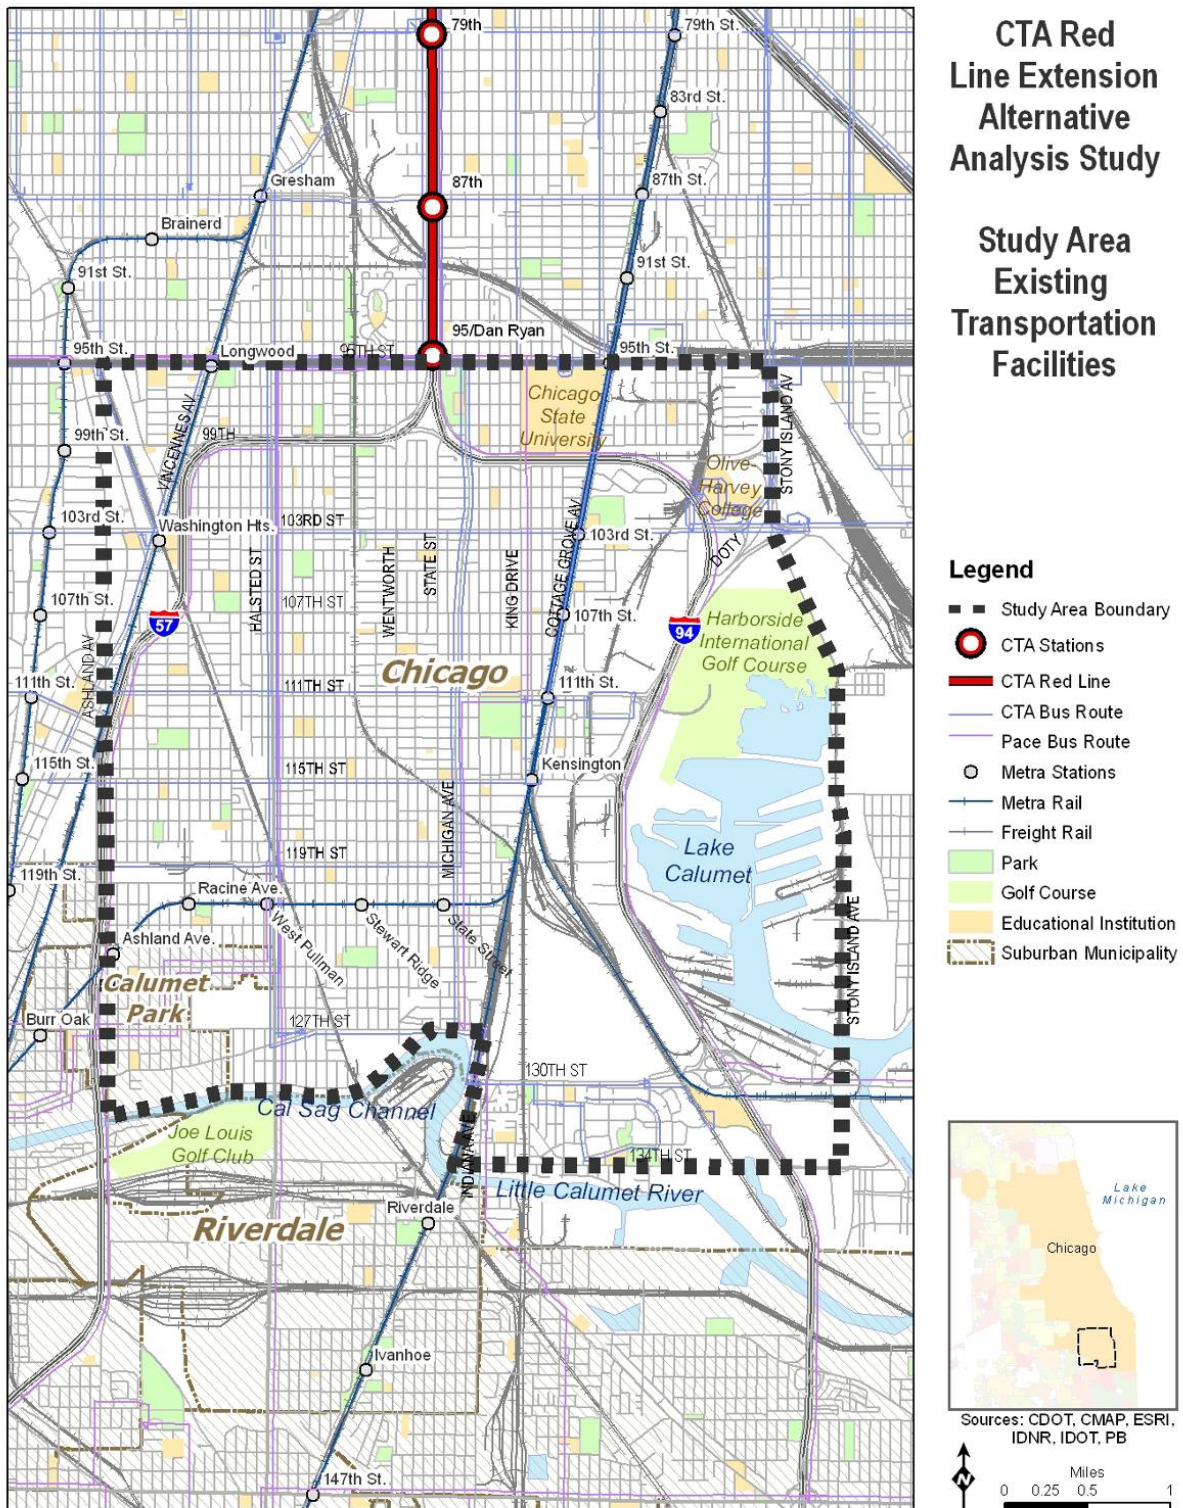 CTA Red
Line Extension
Alternative
Analysis Study
Study Area
Existing
Transportation
Facilities
79th
79th St.
83rd St.
87th
87th St.
Gresham
Brainerd
91st St.
91st St.
95/Dan Ryan
95th St.
Longwood
95TH ST
95th St.
Chicago
State
University
STONY ISLAND AV
VINCENNES AV
99TH
99th St.
Olive-
Harvey
College
103rd St.
Washington Hts.
103RD ST
103rd St.
DOTY
HALSTED ST
WENTWORTH
STATE ST
KING DRIVE
COTTAGE GROVE AV
107th St.
107TH ST
107th St.
57
94
Harborside
International
Golf Course
ASHLAND AV
Chicago
111th St.
111TH ST
111th St.
115th St.
115TH ST
Kensington
MICHIGAN AVE
Lake
Calumet
119TH ST
119th St.
Racine Ave.
West Pullman
Stewart Ridge
State Street
STONY ISLAND AVE
Ashland Ave.
Calumet
Park
Burr Oak
127TH ST
130TH ST
Cal Sag Channel
Joe Louis
Golf Club
INDIANA AVE
134TH ST
Little Calumet River
Riverdale
Riverdale
Ivanhoe
147th St.
Legend
Study Area Boundary
CTA Stations
CTA Red Line
CTA Bus Route
Pace Bus Route
Metra Stations
Metra Rail
Freight Rail
Park
Golf Course
Educational Institution
Suburban Municipality
Lake
Michigan
Chicago
Sources: CDOT, CMAP, ESRI,
IDNR, IDOT, PB
N
Miles
0 0.25 0.5 1